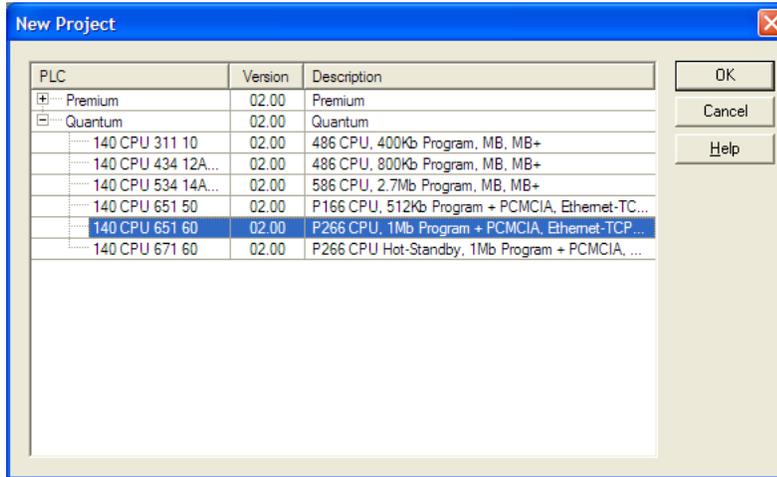 New Project
PLC Version Description
Premium 02.00 Premium
Quantum 02.00 Quantum
140 CPU 311 10 02.00 486 CPU, 400Kb Program, MB, MB+
140 CPU 434 12A... 02.00 486 CPU, 800Kb Program, MB, MB+
140 CPU 534 14A... 02.00 586 CPU, 2.7Mb Program, MB, MB+
140 CPU 651 50 02.00 P166 CPU, 512Kb Program + PCMCIA, Ethernet-TC...
140 CPU 651 60 02.00 P266 CPU, 1Mb Program + PCMCIA, Ethernet-TCP...
140 CPU 671 60 02.00 P266 CPU Hot-Standby, 1Mb Program + PCMCIA, ...
OK
Cancel
Help